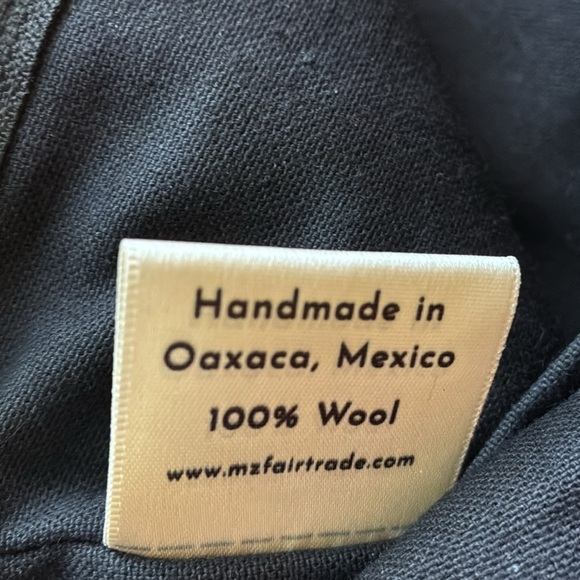 Handmade in
Oaxaca, Mexico
100% Wool
www.mzfairtrade.com